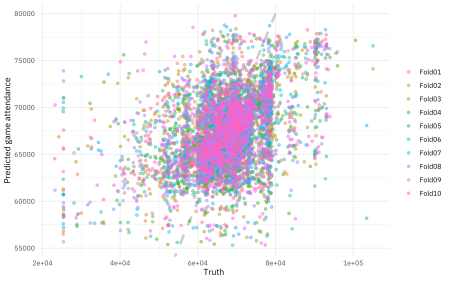 80000
75000
70000
65000
60000
55000
Predicted game attendance
2e+04
4e+04
6e+04
8e+04
1e+05
Truth
Fold01
Fold02
Fold03
Fold04
Fold05
Fold06
Fold07
Fold08
Fold09
Fold10